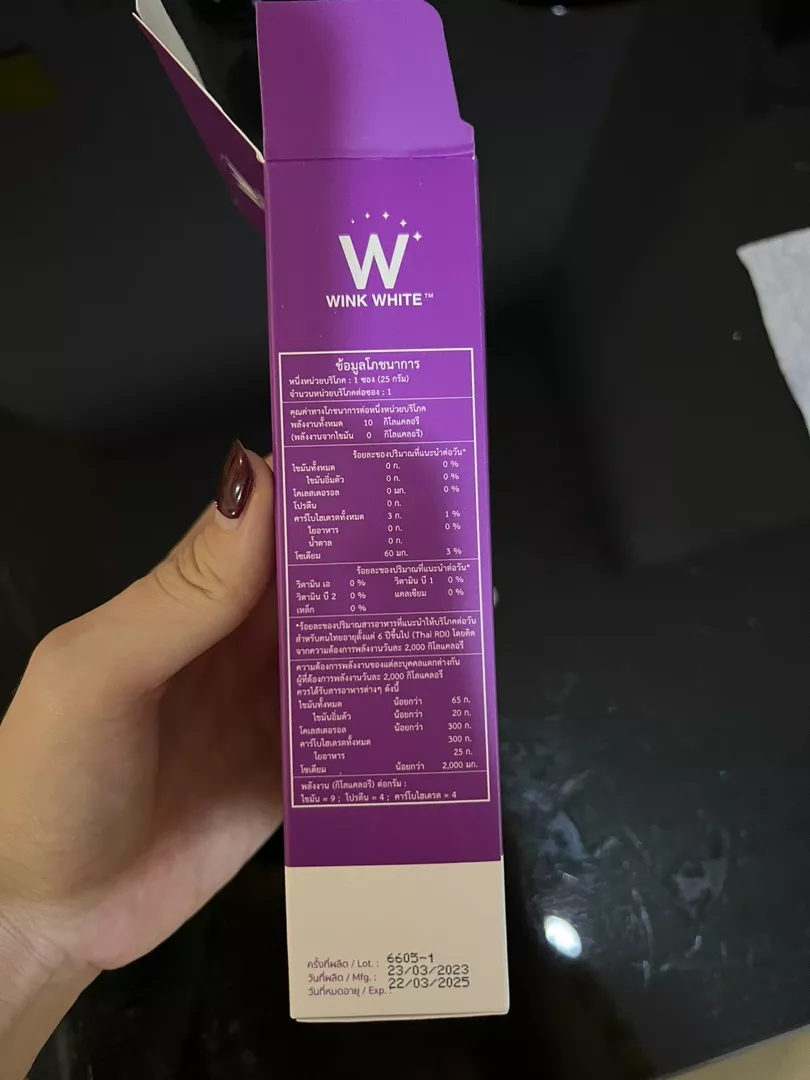 W
WINK WHITE™
ข้อมูลโภชนาการ
หนึ่งหน่วยบริโภค : 1 ซอง (25 กรัม)
จำนวนหน่วยบริโภคต่อซอง : 1
คุณค่าทางโภชนาการต่อหนึ่งหน่วยบริโภค
พลังงานทั้งหมด 10 กิโลแคลอรี
(พลังงานจากไขมัน 0 กิโลแคลอรี)
ร้อยละของปริมาณที่แนะนำต่อวัน*
ไขมันทั้งหมด 0 ก. 0 %
ไขมันอิ่มตัว 0 ก. 0 %
โคเลสเตอรอล 0 มก. 0 %
โปรตีน 0 ก.
คาร์โบไฮเดรตทั้งหมด 3 ก. 1 %
ใยอาหาร 0 ก. 0 %
น้ำตาล 0 ก.
โซเดียม 60 มก. 3 %
ร้อยละของปริมาณที่แนะนำต่อวัน*
วิตามิน เอ 0 % วิตามิน บี 1 0 %
วิตามิน บี 2 0 % แคลเซียม 0 %
เหล็ก 0 %
*ร้อยละของปริมาณสารอาหารที่แนะนำให้บริโภคต่อวัน
สำหรับคนไทยอายุตั้งแต่ 6 ปีขึ้นไป (Thai RDI) โดยคิด
จากความต้องการพลังงานวันละ 2,000 กิโลแคลอรี
ความต้องการพลังงานของแต่ละบุคคลแตกต่างกัน
ผู้ที่ต้องการพลังงานวันละ 2,000 กิโลแคลอรี
ควรได้รับสารอาหารต่างๆ ดังนี้
ไขมันทั้งหมด น้อยกว่า 65 ก.
ไขมันอิ่มตัว น้อยกว่า 20 ก.
โคเลสเตอรอล น้อยกว่า 300 ก.
คาร์โบไฮเดรตทั้งหมด 300 ก.
ใยอาหาร 25 ก.
โซเดียม น้อยกว่า 2,000 มก.
พลังงาน (กิโลแคลอรี) ต่อกรัม :
ไขมัน = 9 ; โปรตีน = 4 ; คาร์โบไฮเดรต = 4
ครั้งที่ผลิต / Lot. : 6605-1
วันที่ผลิต / Mfg. : 23/03/2023
วันที่หมดอายุ / Exp. : 22/03/2025